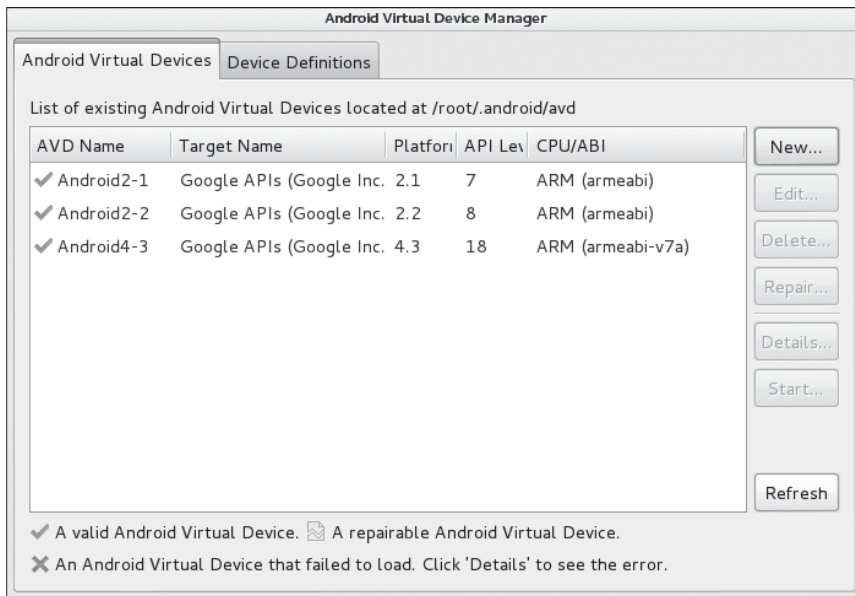 Android Virtual Device Manager
Android Virtual Devices
Device Definitions
List of existing Android Virtual Devices located at /root/.android/avd
AVD Name Target Name Platfor API Lev CPU/ABI
Android2-1 Google APIs (Google Inc. 2.1 7 ARM (armeabi)
Android2-2 Google APIs (Google Inc. 2.2 8 ARM (armeabi)
Android4-3 Google APIs (Google Inc. 4.3 18 ARM (armeabi-v7a)
New...
Edit...
Delete...
Repair...
Details...
Start...
Refresh
A valid Android Virtual Device. A repairable Android Virtual Device.
An Android Virtual Device that failed to load. Click 'Details' to see the error.